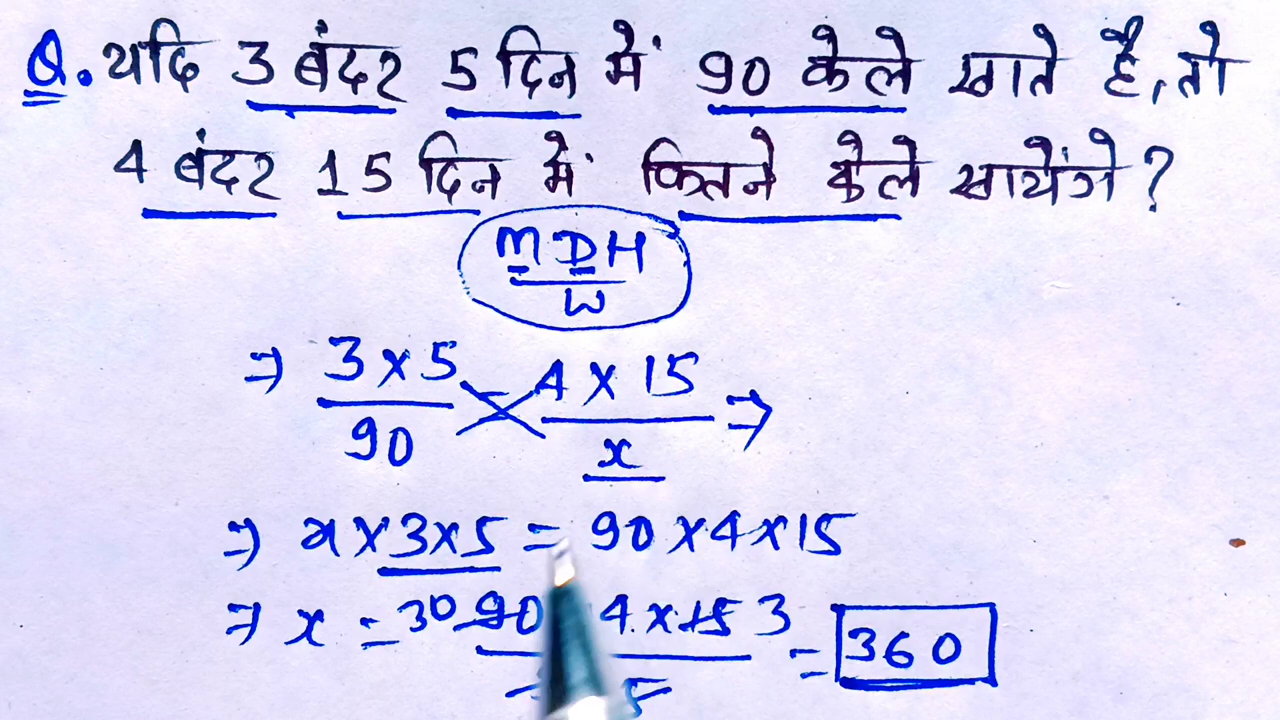 Q. यदि 3 बंदर 5 दिन में 90 केले खाते है, तो
4 बंदर 15 दिन में कितने केले खायेंगे ?
MDH
W
⇒ 3 × 5 4 × 15 ⇒
90 x
⇒ x × 3 × 5 = 90 × 4 × 15
⇒ x = 30 90 4 × 15 3 = 360
5